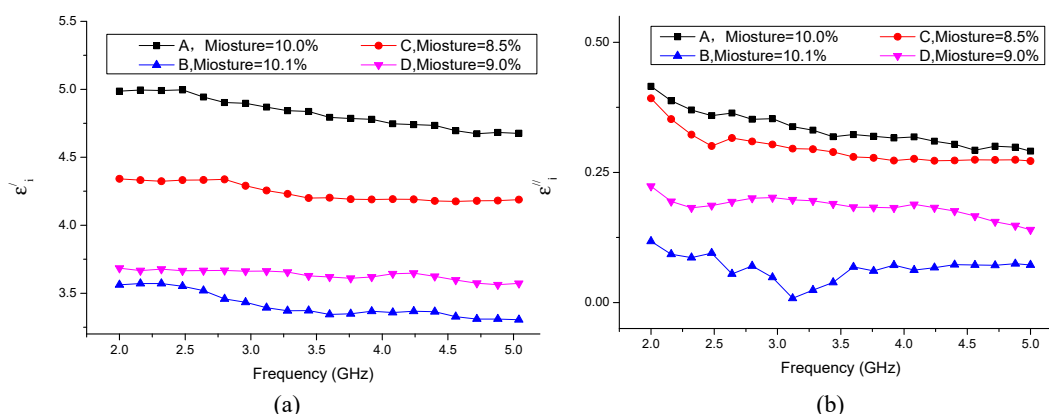 5.5
5.0
4.5
4.0
3.5
A, Miosture=10.0%
C,Miosture=8.5%
B,Miosture=10.1%
D,Miosture=9.0%
ε/i
2.0 2.5 3.0 3.5 4.0 4.5 5.0
Frequency (GHz)
(a)
0.50
0.25
0.00
A, Miosture=10.0%
C,Miosture=8.5%
B,Miosture=10.1%
D,Miosture=9.0%
ε//i
2.0 2.5 3.0 3.5 4.0 4.5 5.0
Frequency (GHz)
(b)